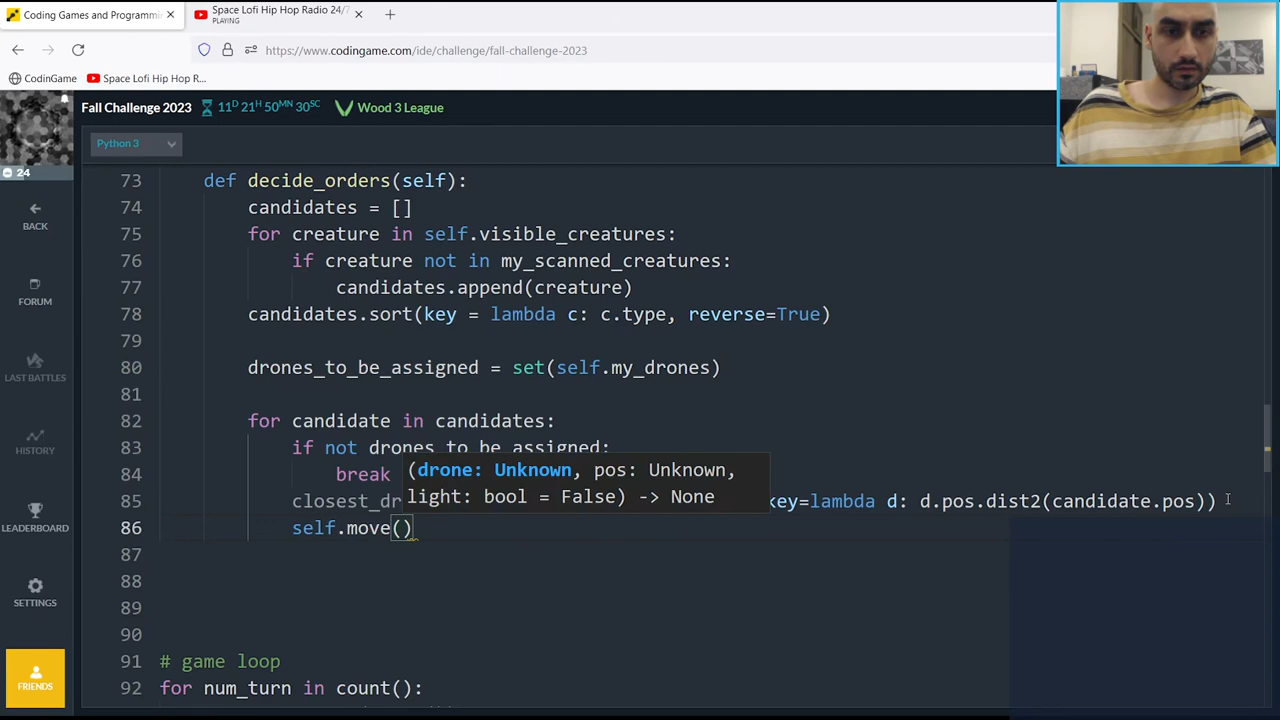 Coding Games and Programmi
Space Lofi Hip Hop Radio 24/7
PLAYING
https://www.codingame.com/ide/challenge/fall-challenge-2023
CodinGame
Space Lofi Hip Hop R...
Fall Challenge 2023
11D 21H 50MN 30SC
Wood 3 League
Python 3
24
BACK
FORUM
LAST BATTLES
HISTORY
LEADERBOARD
SETTINGS
FRIENDS
73 def decide_orders(self):
74 candidates = []
75 for creature in self.visible_creatures:
76 if creature not in my_scanned_creatures:
77 candidates.append(creature)
78 candidates.sort(key = lambda c: c.type, reverse=True)
79
80 drones_to_be_assigned = set(self.my_drones)
81
82 for candidate in candidates:
83 if not drones_to_be_assigned:
84 break
(drone: Unknown, pos: Unknown,
light: bool = False) -> None
85 closest_dr key=lambda d: d.pos.dist2(candidate.pos))
86 self.move()
87
88
89
90
91 # game loop
92 for num_turn in count():